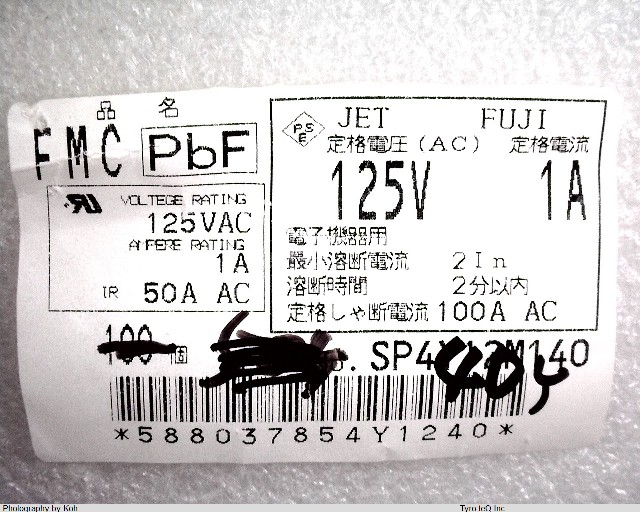 品 名
FMC PbF
VOLTEGE RATING
125VAC
AMPERE RATING
1A
IR 50A AC
PSE JET FUJI
定格電圧(AC) 定格電流
125V 1A
電子機器用
最小溶断電流 2In
溶断時間 2分以内
定格しゃ断電流 100A AC
100 個
40y
*588037854Y1240*
Photography by Koh
Tyro teQ Inc